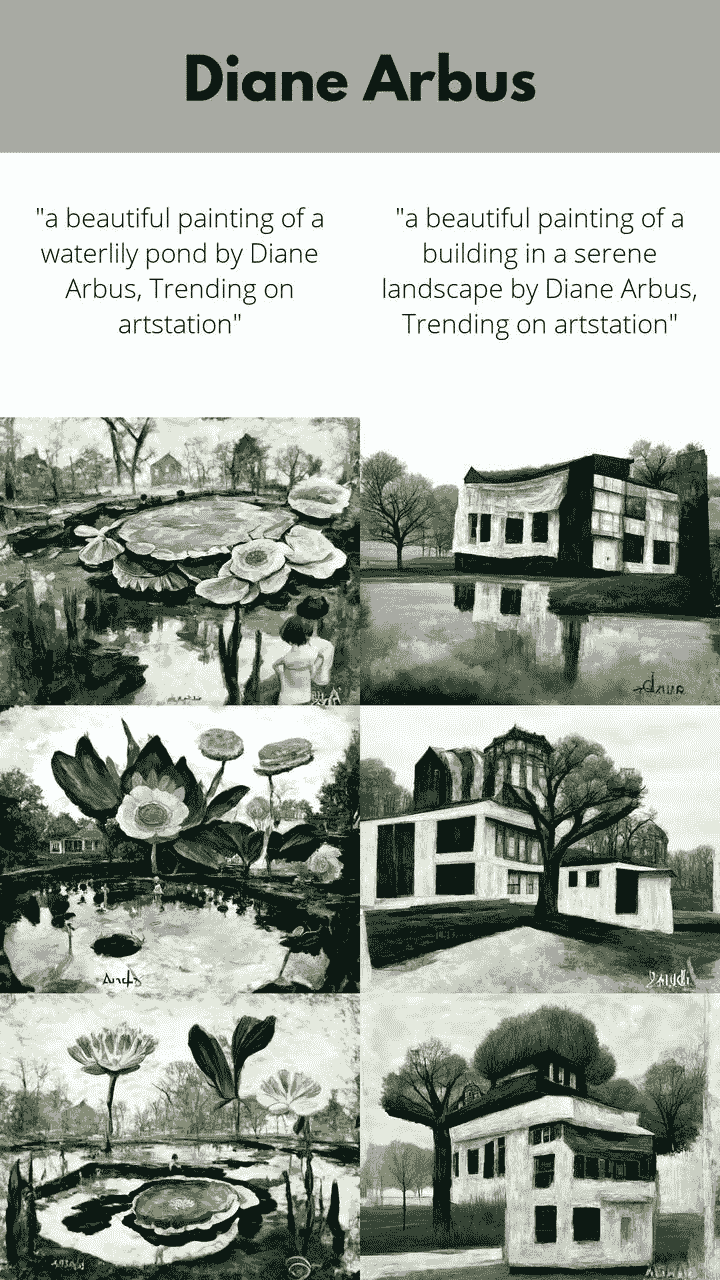 Diane Arbus
"a beautiful painting of a
waterlily pond by Diane
Arbus, Trending on
artstation"
"a beautiful painting of a
building in a serene
landscape by Diane Arbus,
Trending on artstation"